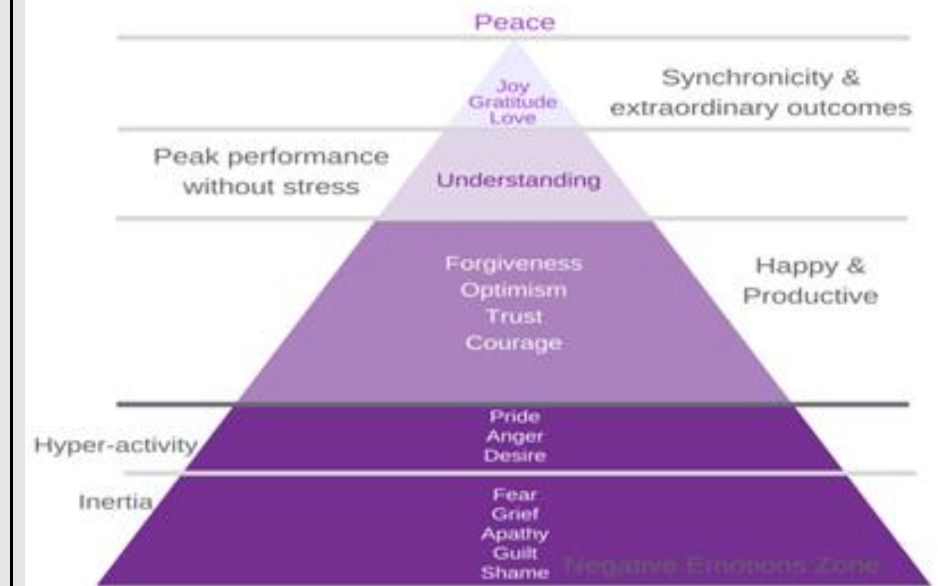 Peace
Joy
Gratitude
Love
Synchronicity &
extraordinary outcomes
Peak performance
without stress
Understanding
Forgiveness
Optimism
Trust
Courage
Happy &
Productive
Pride
Anger
Desire
Hyper-activity
Inertia
Fear
Grief
Apathy
Guilt
Shame
Negative Emotions Zone